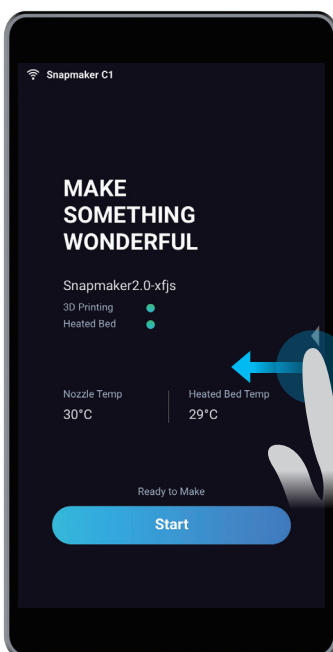 Snapmaker C1
MAKE
SOMETHING
WONDERFUL
Snapmaker2.0-xfjs
3D Printing
Heated Bed
Nozzle Temp
30°C
Heated Bed Temp
29°C
Ready to Make
Start